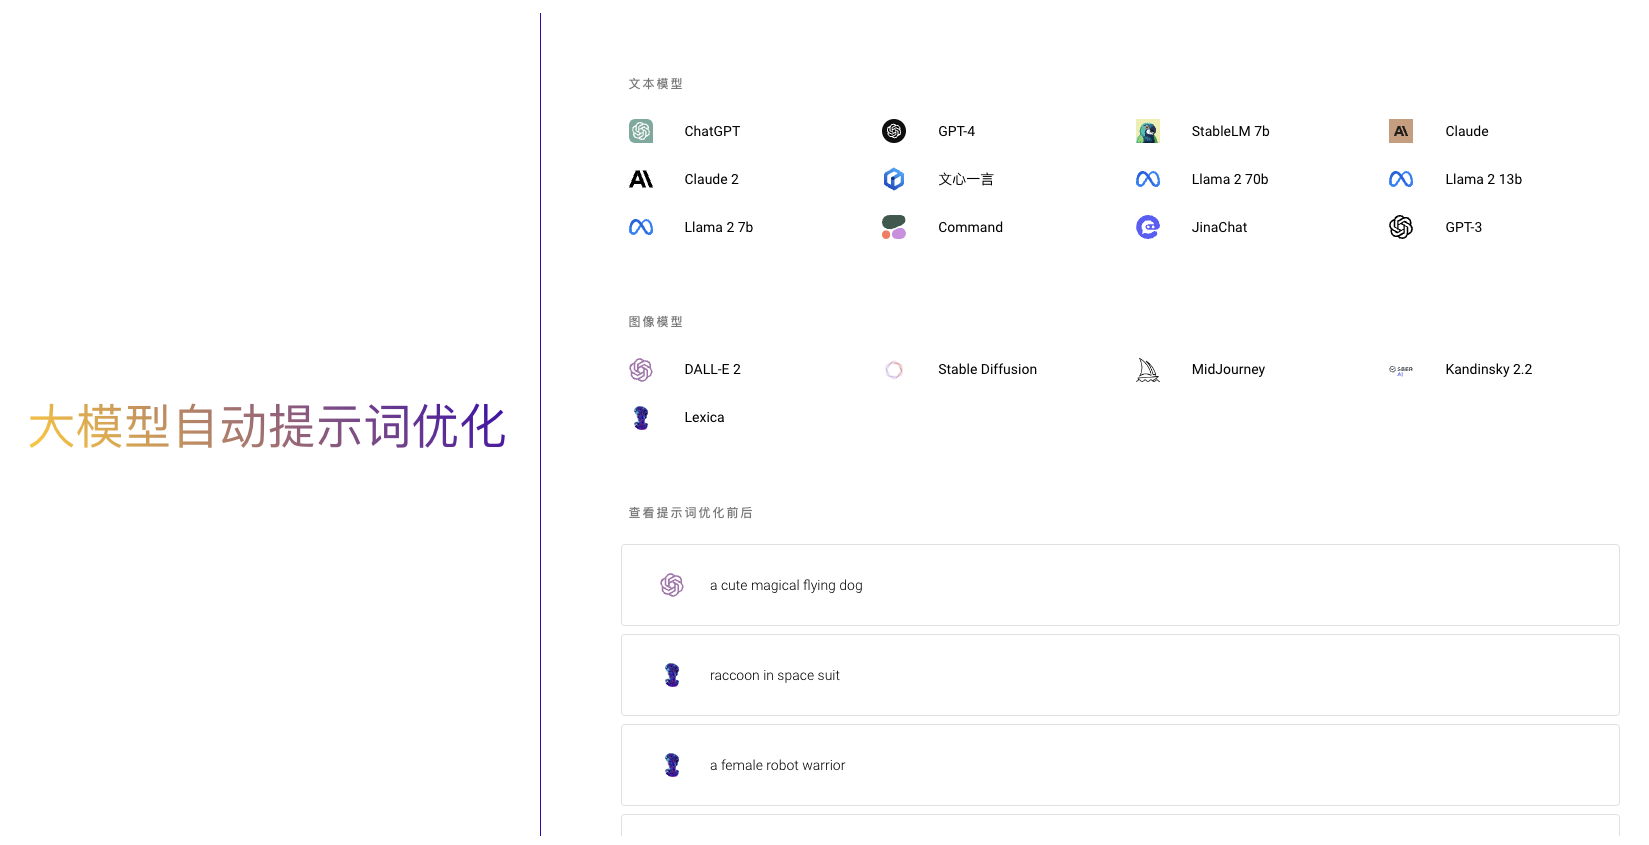 大模型自动提示词优化
文本模型
ChatGPT GPT-4 StableLM 7b Claude
Claude 2 文心一言 Llama 2 70b Llama 2 13b
Llama 2 7b Command JinaChat GPT-3
图像模型
DALL-E 2 Stable Diffusion MidJourney Kandinsky 2.2
Lexica
查看提示词优化前后
a cute magical flying dog
raccoon in space suit
a female robot warrior